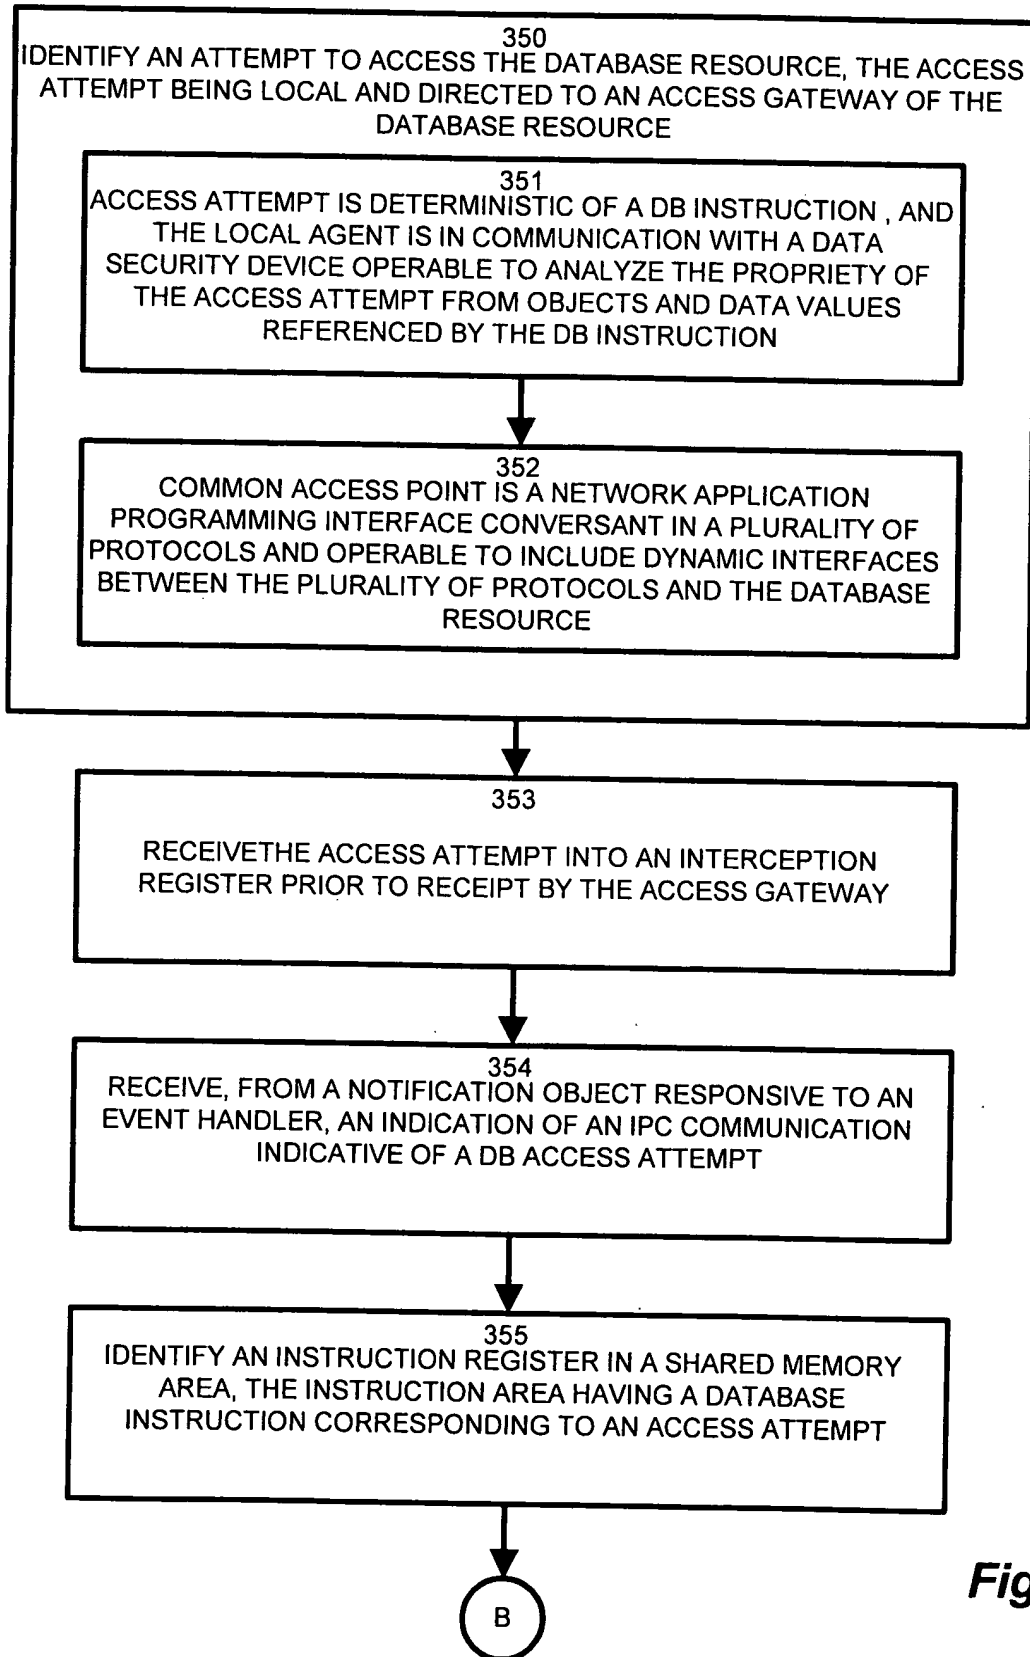 350
IDENTIFY AN ATTEMPT TO ACCESS THE DATABASE RESOURCE, THE ACCESS
ATTEMPT BEING LOCAL AND DIRECTED TO AN ACCESS GATEWAY OF THE
DATABASE RESOURCE
351
ACCESS ATTEMPT IS DETERMINISTIC OF A DB INSTRUCTION , AND
THE LOCAL AGENT IS IN COMMUNICATION WITH A DATA
SECURITY DEVICE OPERABLE TO ANALYZE THE PROPRIETY OF
THE ACCESS ATTEMPT FROM OBJECTS AND DATA VALUES
REFERENCED BY THE DB INSTRUCTION
352
COMMON ACCESS POINT IS A NETWORK APPLICATION
PROGRAMMING INTERFACE CONVERSANT IN A PLURALITY OF
PROTOCOLS AND OPERABLE TO INCLUDE DYNAMIC INTERFACES
BETWEEN THE PLURALITY OF PROTOCOLS AND THE DATABASE
RESOURCE
353
RECEIVETHE ACCESS ATTEMPT INTO AN INTERCEPTION
REGISTER PRIOR TO RECEIPT BY THE ACCESS GATEWAY
354
RECEIVE, FROM A NOTIFICATION OBJECT RESPONSIVE TO AN
EVENT HANDLER, AN INDICATION OF AN IPC COMMUNICATION
INDICATIVE OF A DB ACCESS ATTEMPT
355
IDENTIFY AN INSTRUCTION REGISTER IN A SHARED MEMORY
AREA, THE INSTRUCTION AREA HAVING A DATABASE
INSTRUCTION CORRESPONDING TO AN ACCESS ATTEMPT
B
Fig